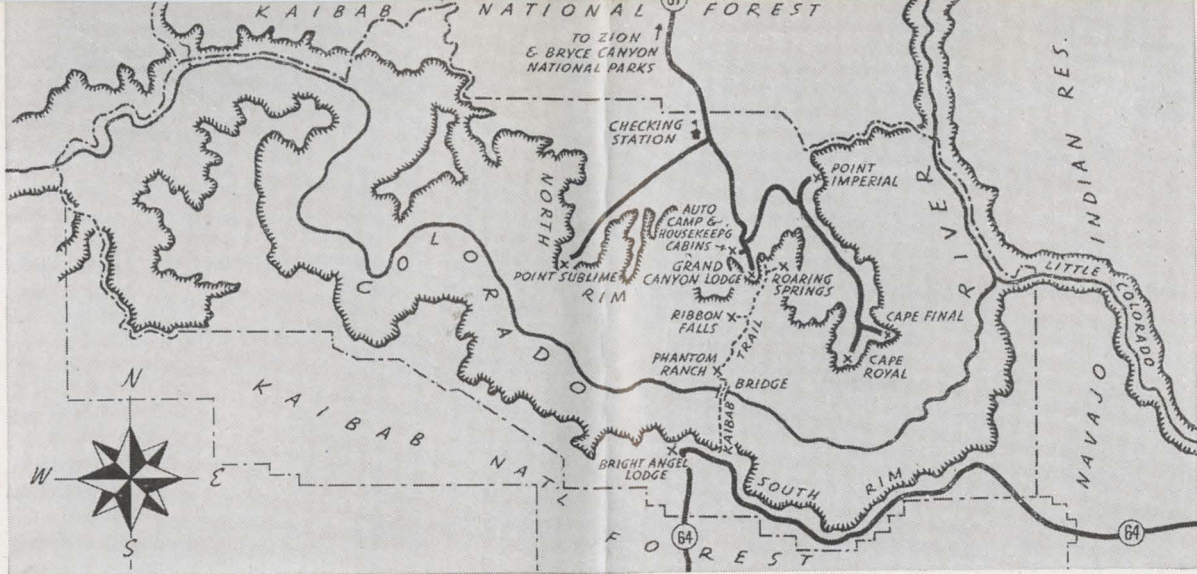 KAIBAB NATIONAL FOREST
TO ZION
& BRYCE CANYON
NATIONAL PARKS
CHECKING
STATION
POINT
IMPERIAL
NORTH
RIM
AUTO
CAMP &
HOUSEKEEPG
CABINS
GRAND
CANYON LODGE
ROARING
SPRINGS
POINT SUBLIME
RIBBON
FALLS
TRAIL
CAPE FINAL
CAPE
ROYAL
PHANTOM
RANCH
BRIDGE
KAIBAB
COLORADO
RIVER
LITTLE
COLORADO
NAVAJO INDIAN RES.
BRIGHT ANGEL
LODGE
SOUTH RIM
KAIBAB NAT'L FOREST
64
64
N
W
E
S